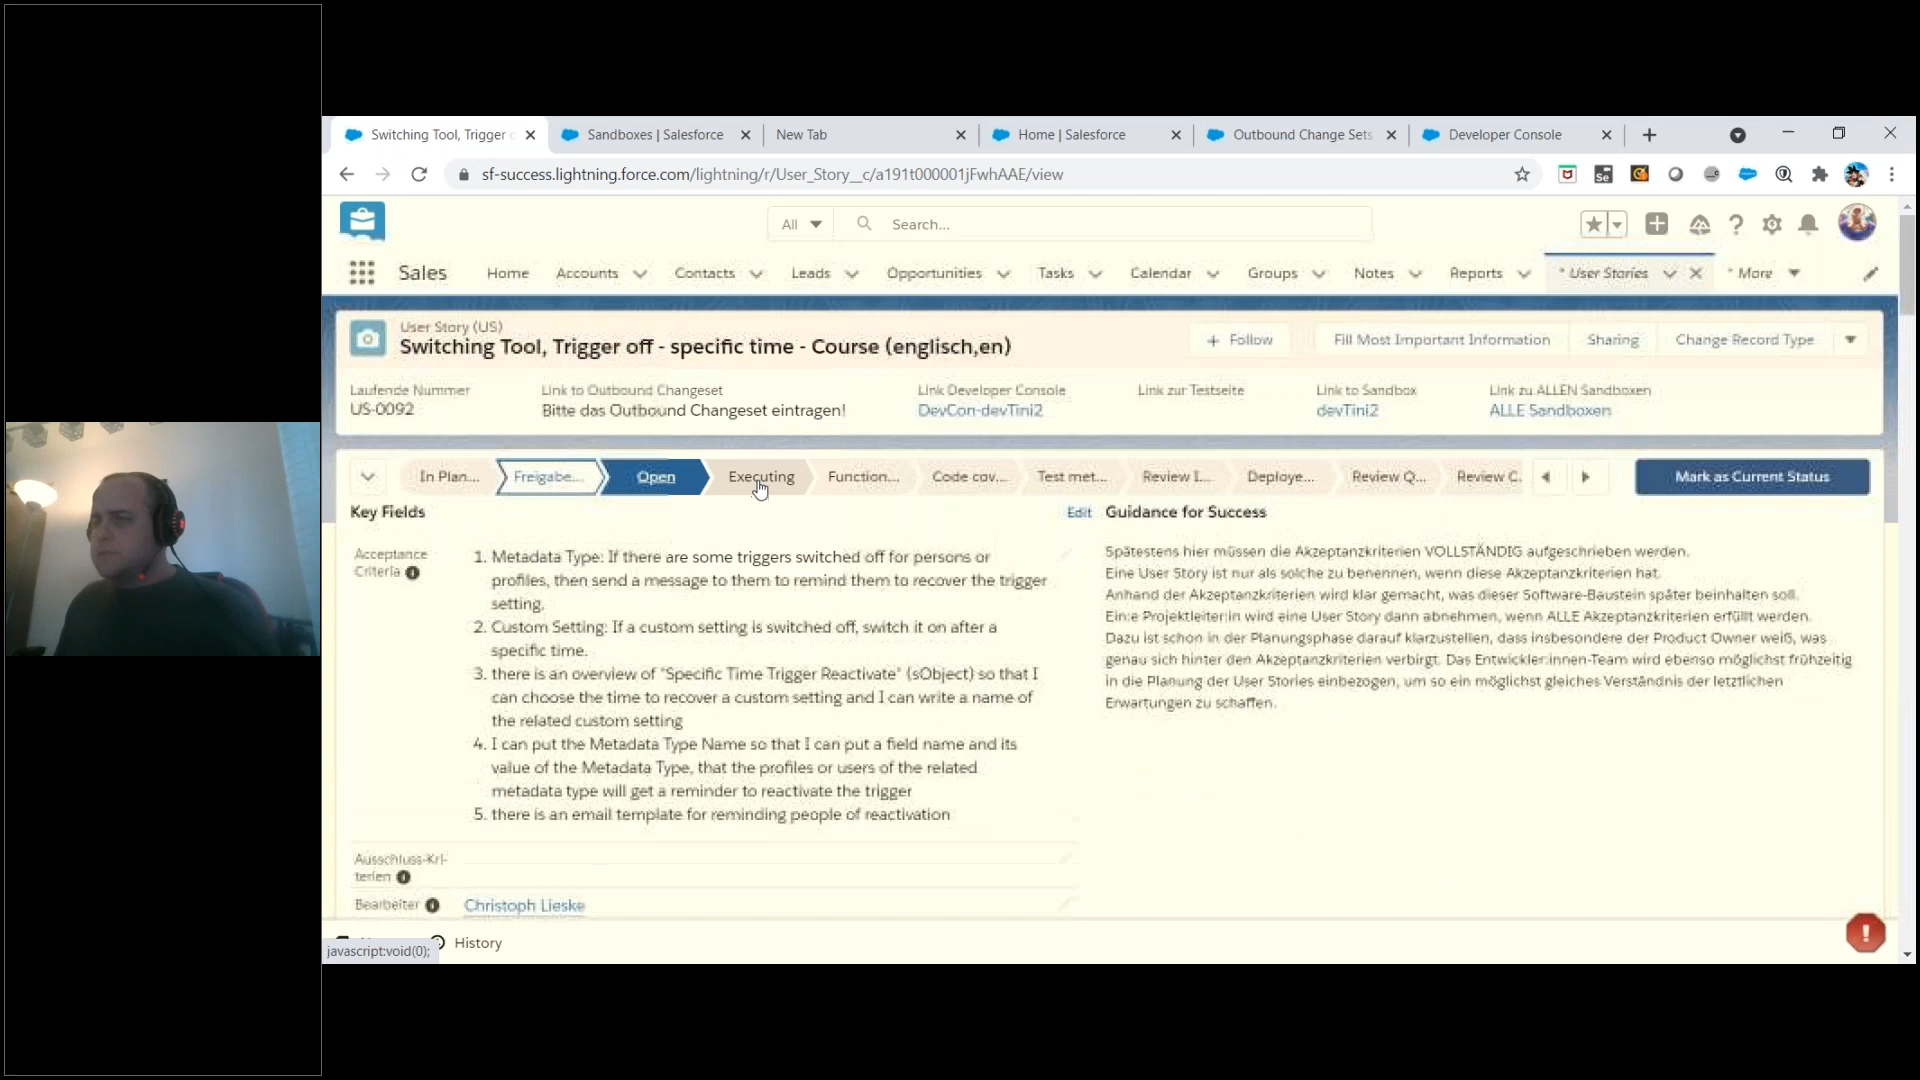 Switching Tool, Trigger
Sandboxes | Salesforce
New Tab
Home | Salesforce
Outbound Change Sets
Developer Console
sf-success.lightning.force.com/lightning/r/User_Story__c/a191t000001jFwhAAE/view
All
Search...
Sales
Home
Accounts
Contacts
Leads
Opportunities
Tasks
Calendar
Groups
Notes
Reports
* User Stories
* More
User Story (US)
Switching Tool, Trigger off - specific time - Course (englisch,en)
+ Follow
Fill Most Important Information
Sharing
Change Record Type
Laufende Nummer
US-0092
Link to Outbound Changeset
Bitte das Outbound Changeset eintragen!
Link Developer Console
DevCon-devTini2
Link zur Testseite
Link to Sandbox
devTini2
Link zu ALLEN Sandboxen
ALLE Sandboxen
In Plan...
Freigabe...
Open
Executing
Function...
Code cov...
Test met...
Review I...
Deploye...
Review Q...
Review C.
Mark as Current Status
Key Fields
Edit
Acceptance
Criteria
1. Metadata Type: If there are some triggers switched off for persons or
profiles, then send a message to them to remind them to recover the trigger
setting.
2. Custom Setting: If a custom setting is switched off, switch it on after a
specific time.
3. there is an overview of "Specific Time Trigger Reactivate" (sObject) so that I
can choose the time to recover a custom setting and I can write a name of
the related custom setting
4. I can put the Metadata Type Name so that I can put a field name and its
value of the Metadata Type, that the profiles or users of the related
metadata type will get a reminder to reactivate the trigger
5. there is an email template for reminding people of reactivation
Ausschluss-Kri-
terien
Bearbeiter
Christoph Lieske
Guidance for Success
Spätestens hier müssen die Akzeptanzkriterien VOLLSTÄNDIG aufgeschrieben werden.
Eine User Story ist nur als solche zu benennen, wenn diese Akzeptanzkriterien hat.
Anhand der Akzeptanzkriterien wird klar gemacht, was dieser Software-Baustein später beinhalten soll.
Ein:e Projektleiter:in wird eine User Story dann abnehmen, wenn ALLE Akzeptanzkriterien erfüllt werden.
Dazu ist schon in der Planungsphase darauf klarzustellen, dass insbesondere der Product Owner weiß, was
genau sich hinter den Akzeptanzkriterien verbirgt. Das Entwickler:innen-Team wird ebenso möglichst frühzeitig
in die Planung der User Stories einbezogen, um so ein möglichst gleiches Verständnis der letztlichen
Erwartungen zu schaffen.
History
javascript:void(0);